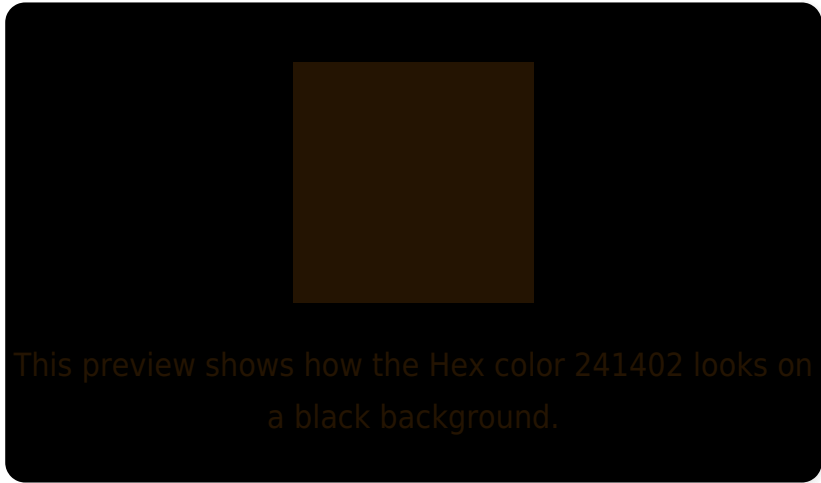 This preview shows how the Hex color 241402 looks on
a black background.